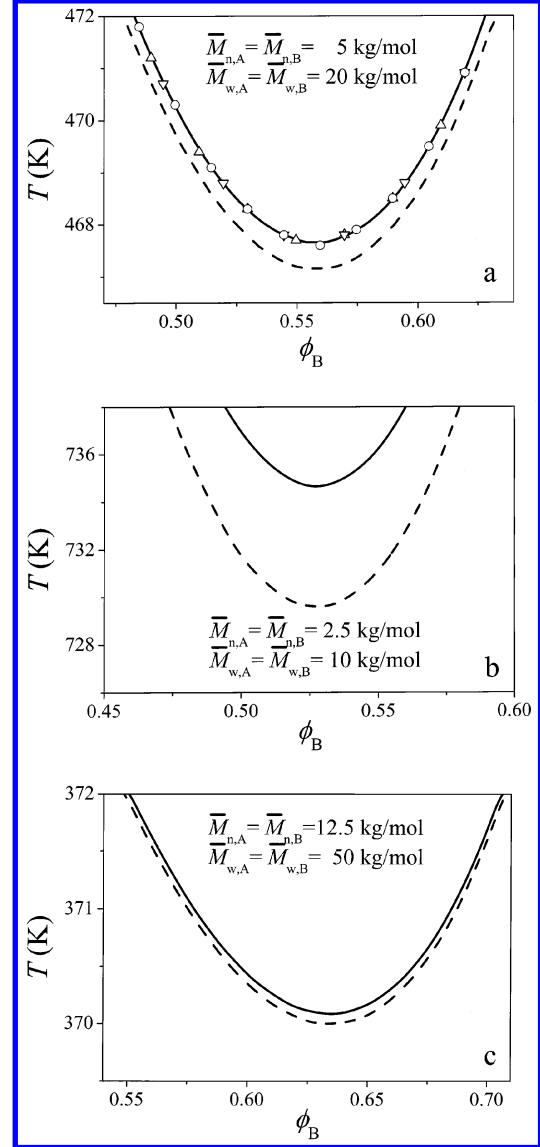 472
470
468
T (K)
M̅n,A = M̅n,B = 5 kg/mol
M̅w,A = M̅w,B = 20 kg/mol
a
0.50 0.55 0.60
ϕB
736
732
728
T (K)
M̅n,A = M̅n,B = 2.5 kg/mol
M̅w,A = M̅w,B = 10 kg/mol
b
0.45 0.50 0.55 0.60
ϕB
372
371
370
T (K)
M̅n,A = M̅n,B =12.5 kg/mol
M̅w,A = M̅w,B = 50 kg/mol
c
0.55 0.60 0.65 0.70
ϕB